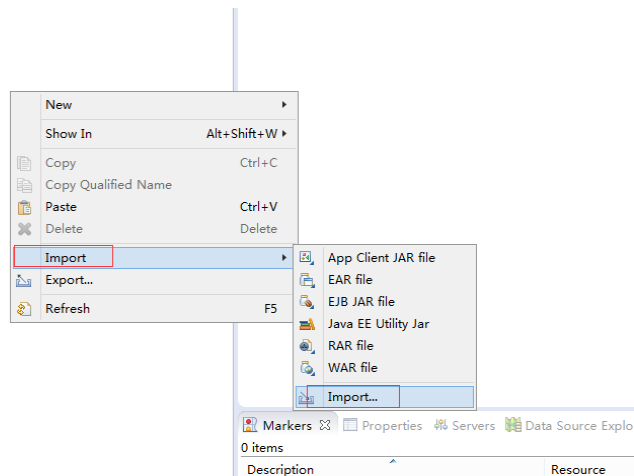 New
Show In Alt+Shift+W
Copy Ctrl+C
Copy Qualified Name
Paste Ctrl+V
Delete Delete
Import
Export...
Refresh F5
App Client JAR file
EAR file
EJB JAR file
Java EE Utility Jar
RAR file
WAR file
Import...
Markers Properties Servers Data Source Explo
0 items
Description Resource